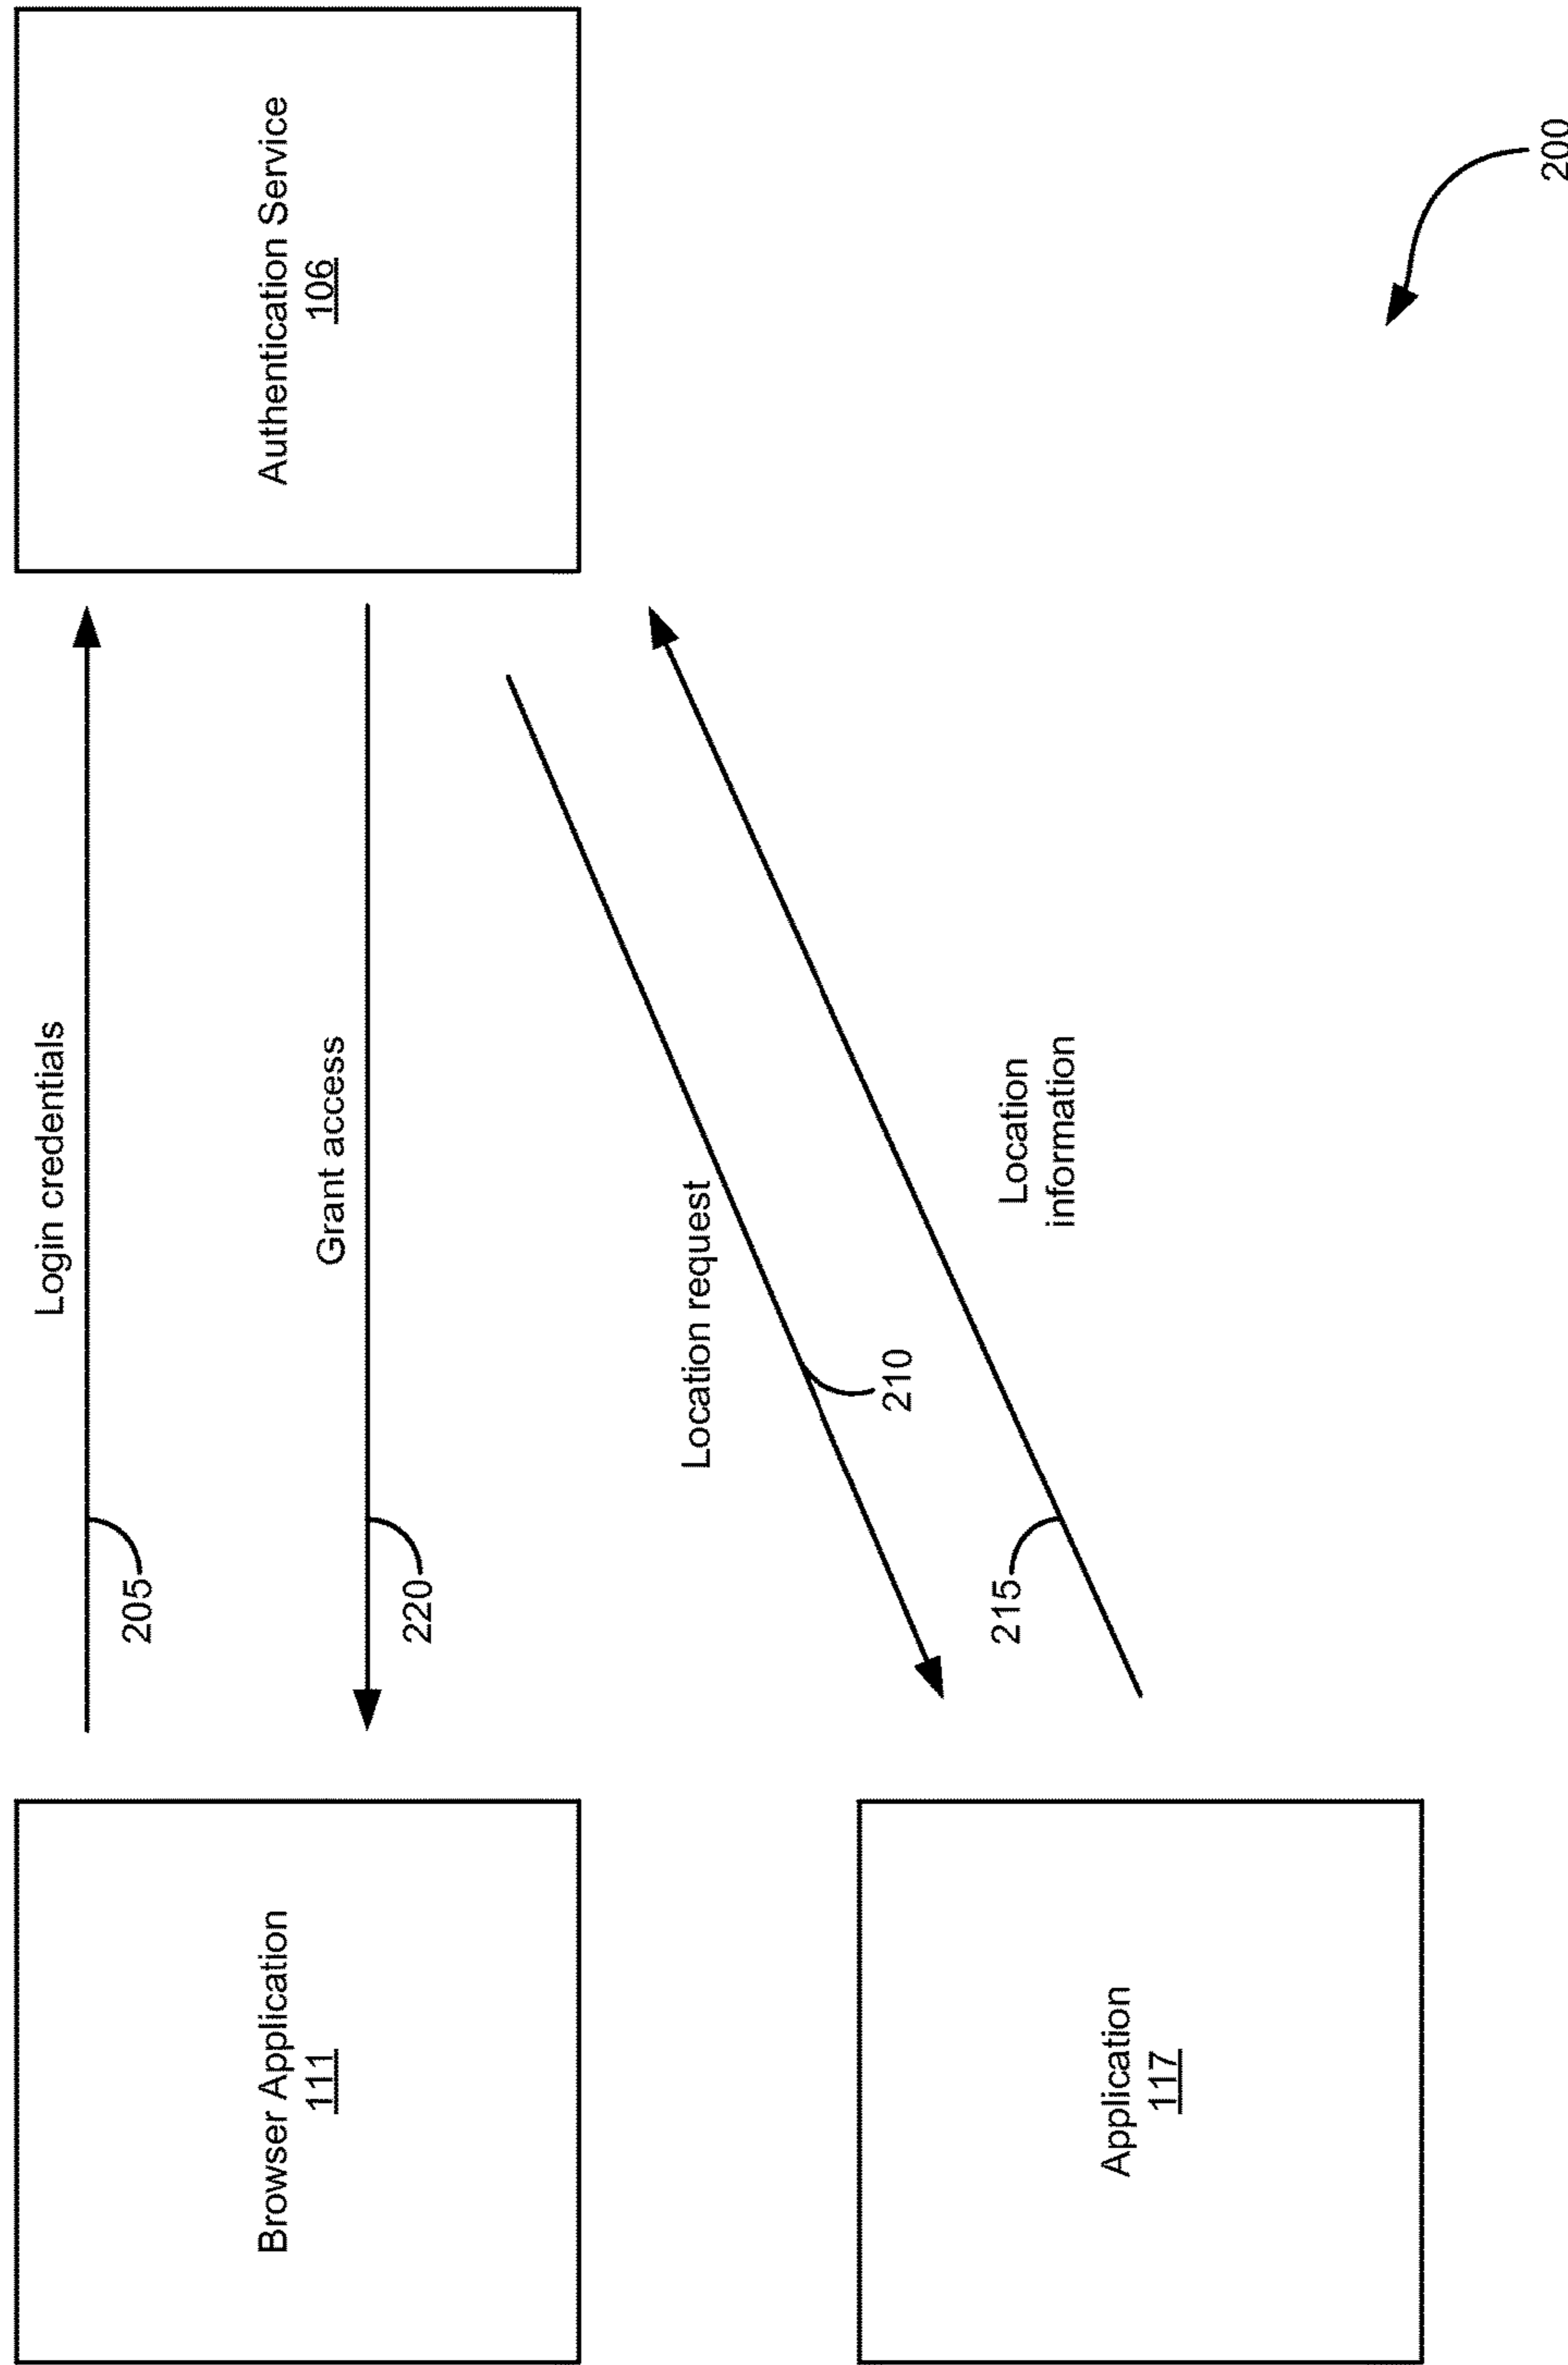 Login credentials
205
Grant access
220
Browser Application
111
Authentication Service
106
Location request
210
Location
information
215
Application
117
200